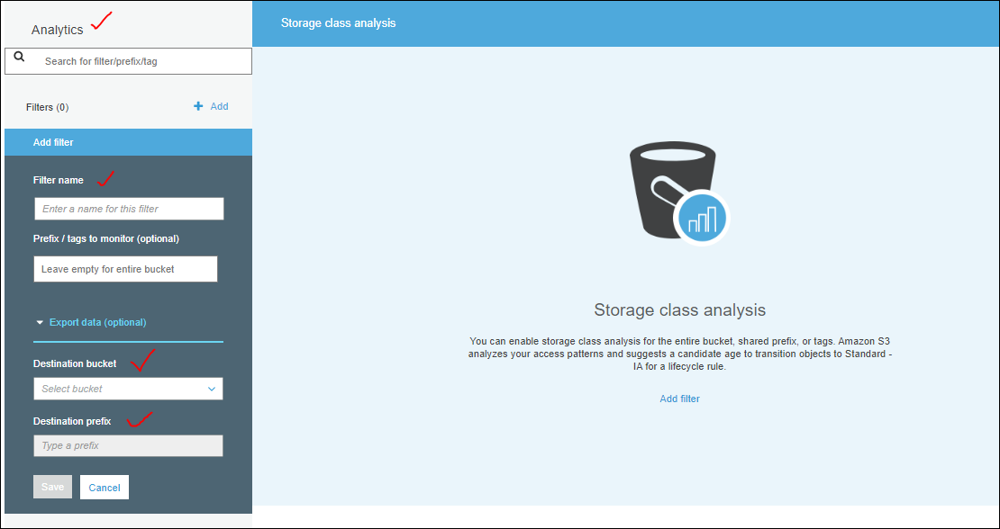 Analytics
Storage class analysis
Search for filter/prefix/tag
Filters (0)
Add
Add filter
Filter name
Enter a name for this filter
Prefix / tags to monitor (optional)
Leave empty for entire bucket
Export data (optional)
Destination bucket
Select bucket
Destination prefix
Type a prefix
Save Cancel
Storage class analysis
You can enable storage class analysis for the entire bucket, shared prefix, or tags. Amazon S3
analyzes your access patterns and suggests a candidate age to transition objects to Standard -
IA for a lifecycle rule.
Add filter